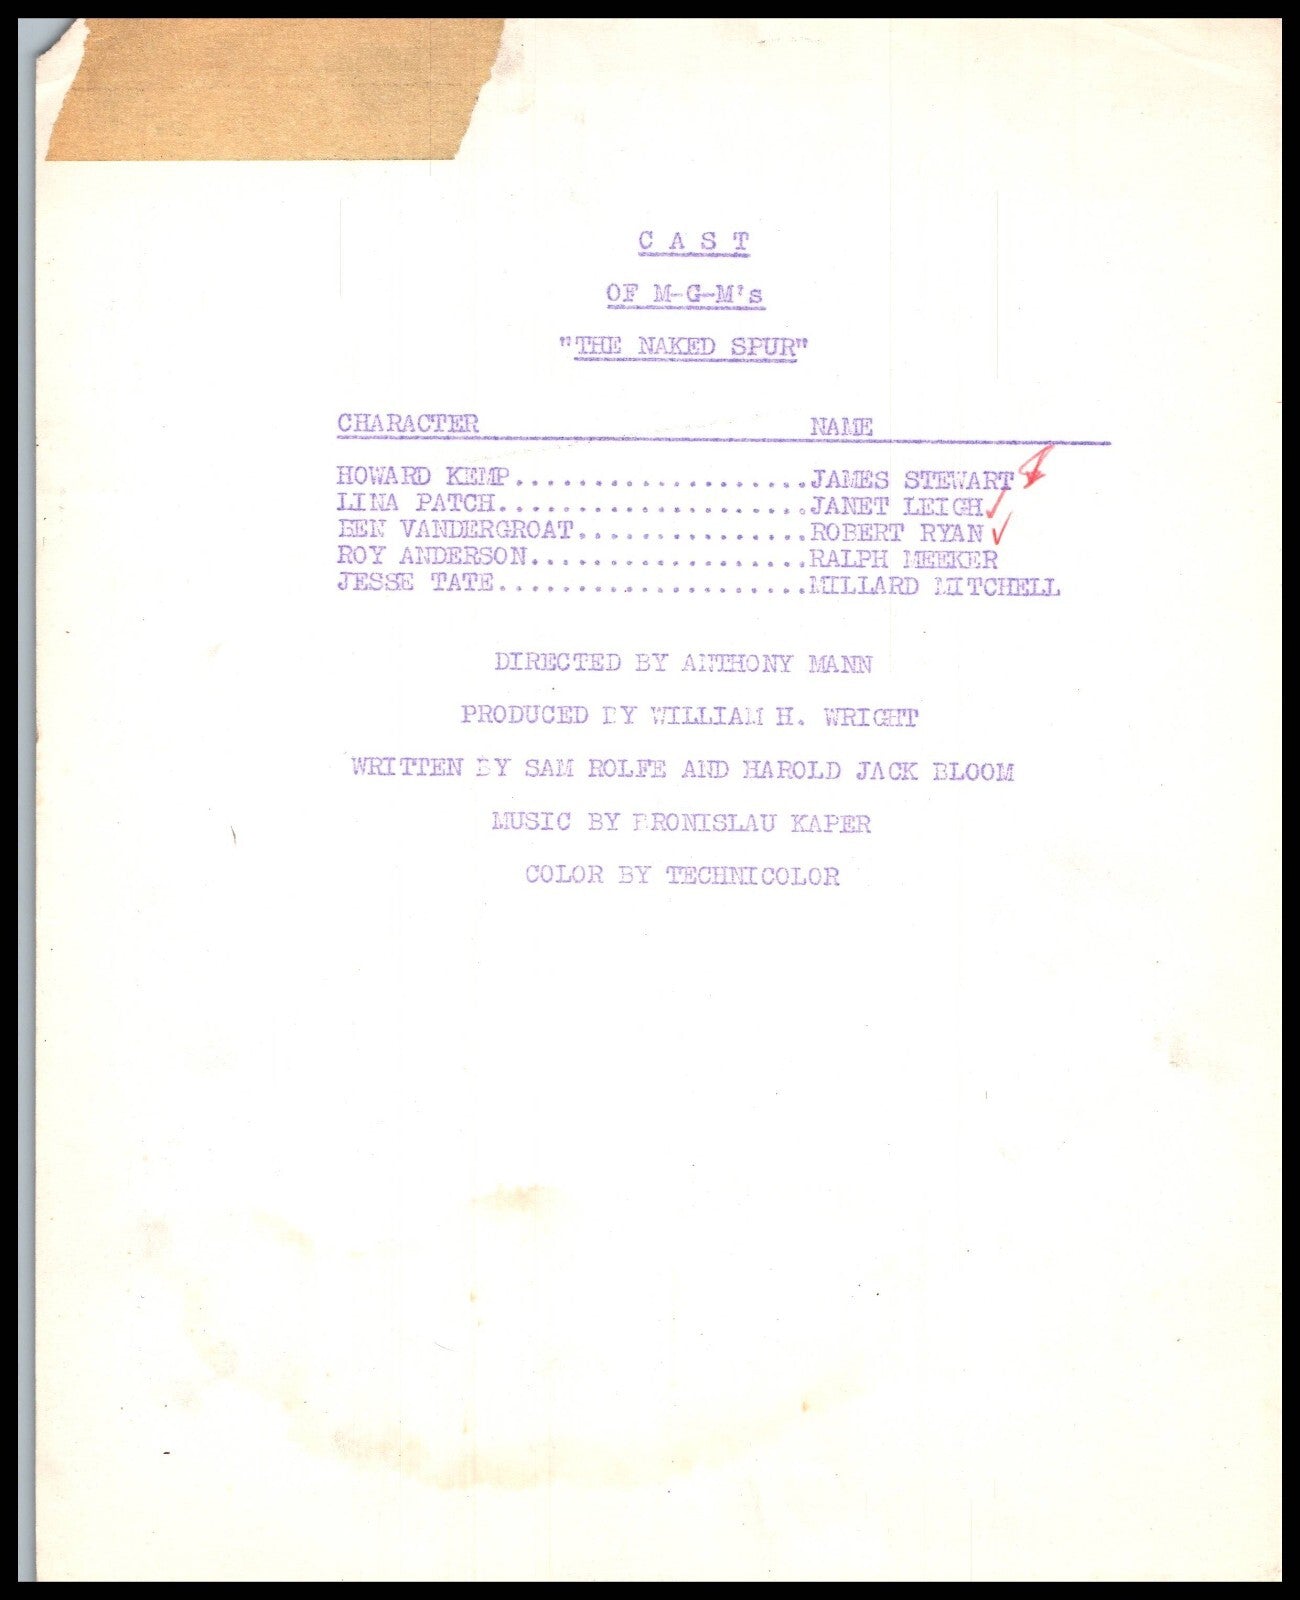 C A S T
OF M-G-M's
"THE NAKED SPUR"
CHARACTER NAME
HOWARD KEMP...................JAMES STEWART
LINA PATCH....................JANET LEIGH
BEN VANDERGROAT...............ROBERT RYAN
ROY ANDERSON..................RALPH MEEKER
JESSE TATE....................MILLARD MITCHELL
DIRECTED BY ANTHONY MANN
PRODUCED BY WILLIAM H. WRIGHT
WRITTEN BY SAM ROLFE AND HAROLD JACK BLOOM
MUSIC BY BRONISLAU KAPER
COLOR BY TECHNICOLOR